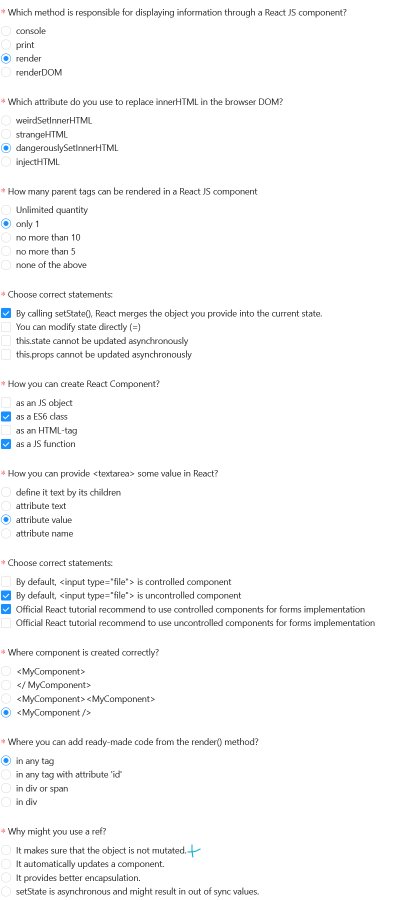 * Which method is responsible for displaying information through a React JS component?
console
print
render
renderDOM
* Which attribute do you use to replace innerHTML in the browser DOM?
weirdSetInnerHTML
strangeHTML
dangerouslySetInnerHTML
injectHTML
* How many parent tags can be rendered in a React JS component
Unlimited quantity
only 1
no more than 10
no more than 5
none of the above
* Choose correct statements:
By calling setState(), React merges the object you provide into the current state.
You can modify state directly (=)
this.state cannot be updated asynchronously
this.props cannot be updated asynchronously
* How you can create React Component?
as an JS object
as a ES6 class
as an HTML-tag
as a JS function
* How you can provide <textarea> some value in React?
define it text by its children
attribute text
attribute value
attribute name
* Choose correct statements:
By default, <input type="file"> is controlled component
By default, <input type="file"> is uncontrolled component
Official React tutorial recommend to use controlled components for forms implementation
Official React tutorial recommend to use uncontrolled components for forms implementation
* Where component is created correctly?
<MyComponent>
</ MyComponent>
<MyComponent><MyComponent>
<MyComponent />
* Where you can add ready-made code from the render() method?
in any tag
in any tag with attribute 'id'
in div or span
in div
* Why might you use a ref?
It makes sure that the object is not mutated.
It automatically updates a component.
It provides better encapsulation.
setState is asynchronous and might result in out of sync values.